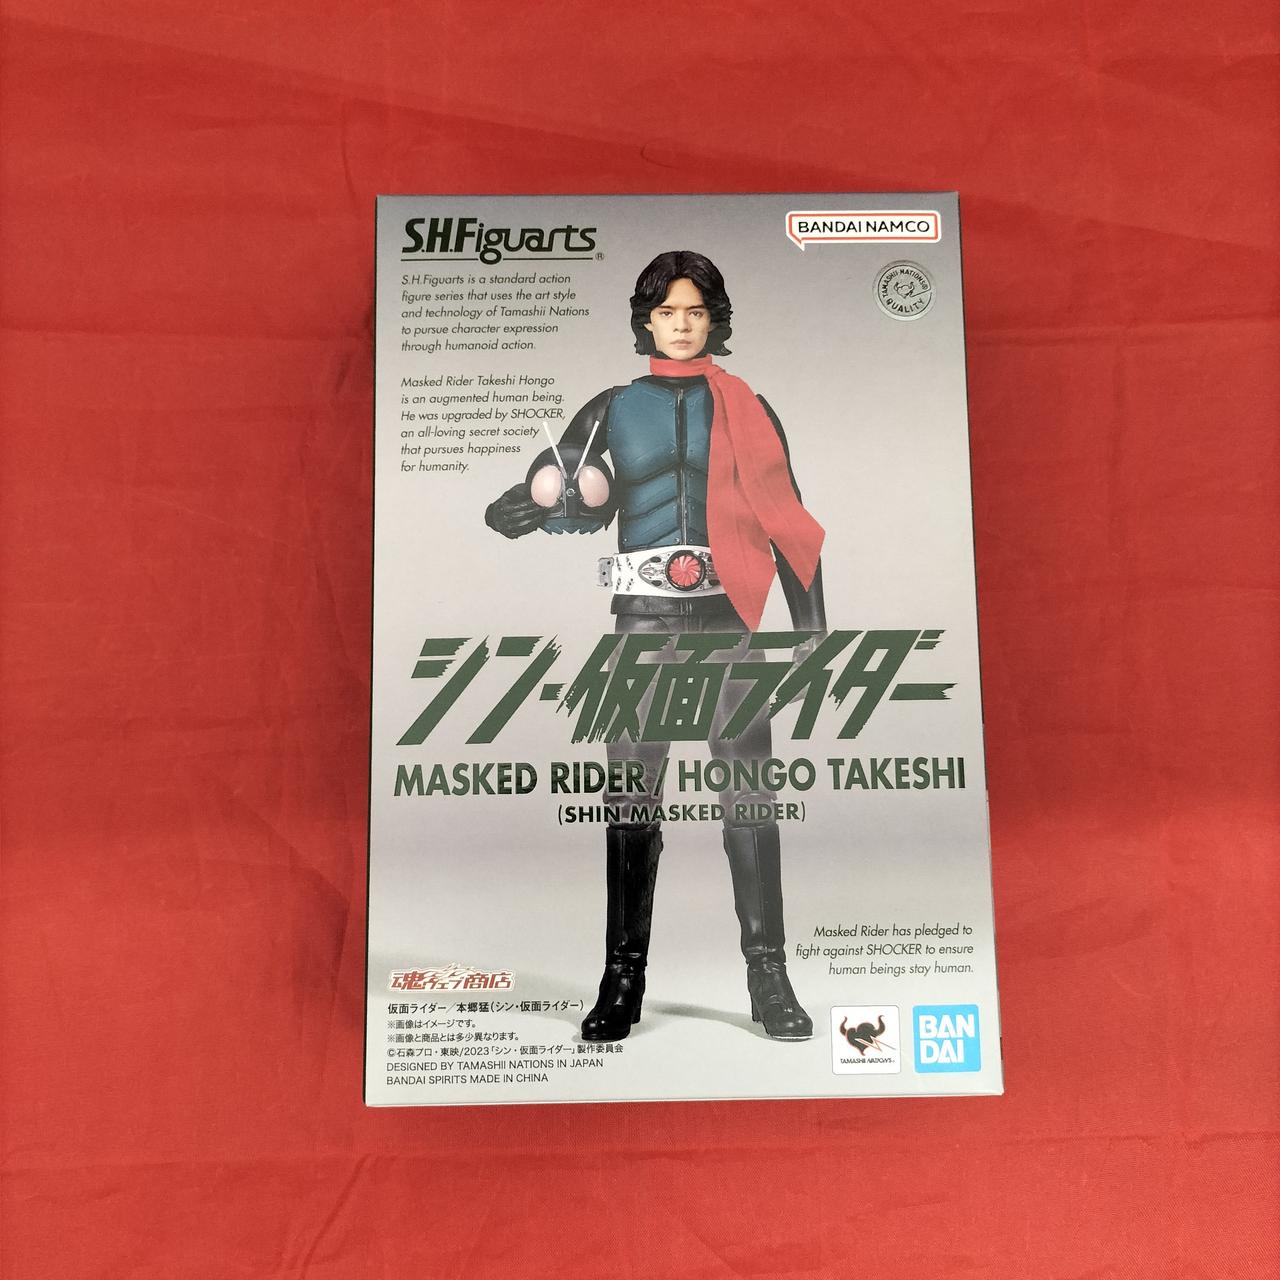 S.H.Figuarts®
BANDAI NAMCO
TAMASHII NATIONS
QUALITY
S.H.Figuarts is a standard action
figure series that uses the art style
and technology of Tamashii Nations
to pursue character expression
through humanoid action.
Masked Rider Takeshi Hongo
is an augmented human being.
He was upgraded by SHOCKER,
an all-loving secret society
that pursues happiness
for humanity.
シン・仮面ライダー
MASKED RIDER / HONGO TAKESHI
(SHIN MASKED RIDER)
Masked Rider has pledged to
fight against SHOCKER to ensure
human beings stay human.
魂ウェブ商店
仮面ライダー／本郷猛(シン・仮面ライダー)
※画像はイメージです。
※画像と商品とは多少異なります。
©石森プロ・東映/2023「シン・仮面ライダー」製作委員会
DESIGNED BY TAMASHII NATIONS IN JAPAN
BANDAI SPIRITS MADE IN CHINA
TAMASHII NATIONS
BAN
DAI